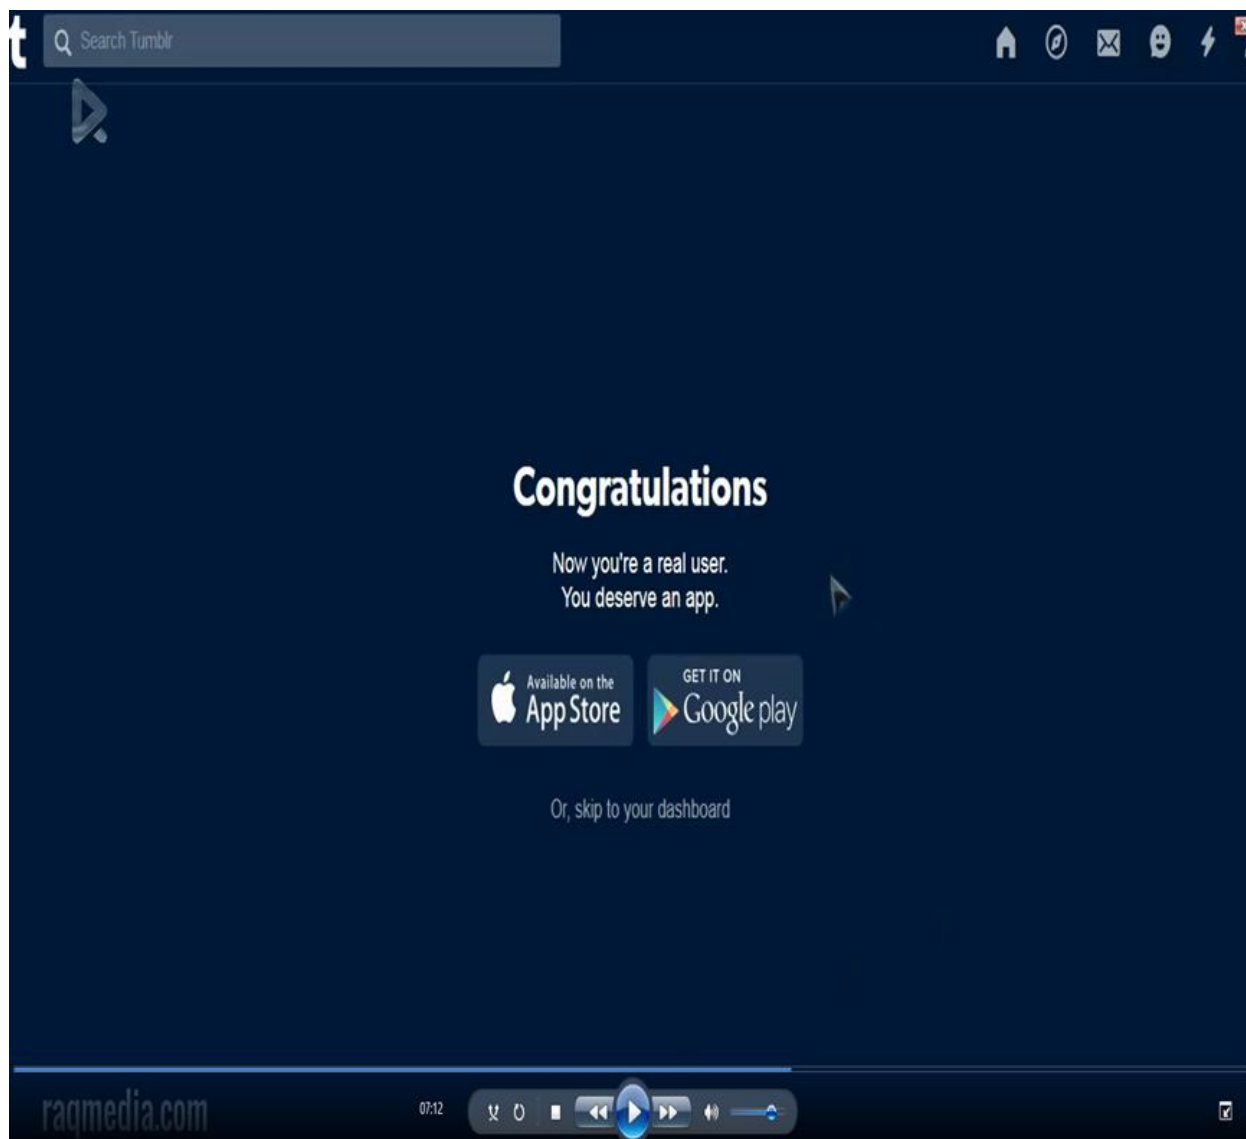 t
Search Tumblr
Congratulations
Now you're a real user.
You deserve an app.
Available on the
App Store
GET IT ON
Google play
Or, skip to your dashboard
raqmedia.com
07:12